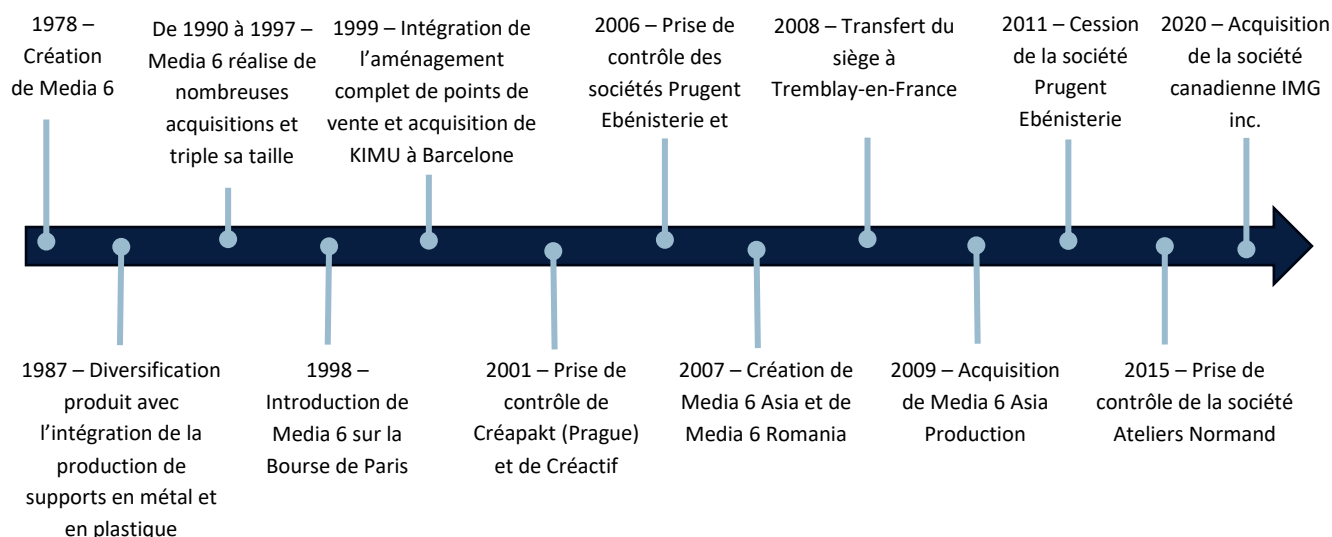 1978 –
Création
de Media 6
De 1990 à 1997 –
Media 6 réalise de
nombreuses
acquisitions et
triple sa taille
1999 – Intégration de
l’aménagement
complet de points de
vente et acquisition de
KIMU à Barcelone
2006 – Prise de
contrôle des
sociétés Prugent
Ebénisterie et
2008 – Transfert du
siège à
Tremblay-en-France
2011 – Cession
de la société
Prugent
Ebénisterie
2020 – Acquisition
de la société
canadienne IMG
inc.
1987 – Diversification
produit avec
l’intégration de la
production de
supports en métal et
en plastique
1998 –
Introduction de
Media 6 sur la
Bourse de Paris
2001 – Prise de
contrôle de
Créapakt (Prague)
et de Créactif
2007 – Création de
Media 6 Asia et de
Media 6 Romania
2009 – Acquisition
de Media 6 Asia
Production
2015 – Prise de
contrôle de la société
Ateliers Normand